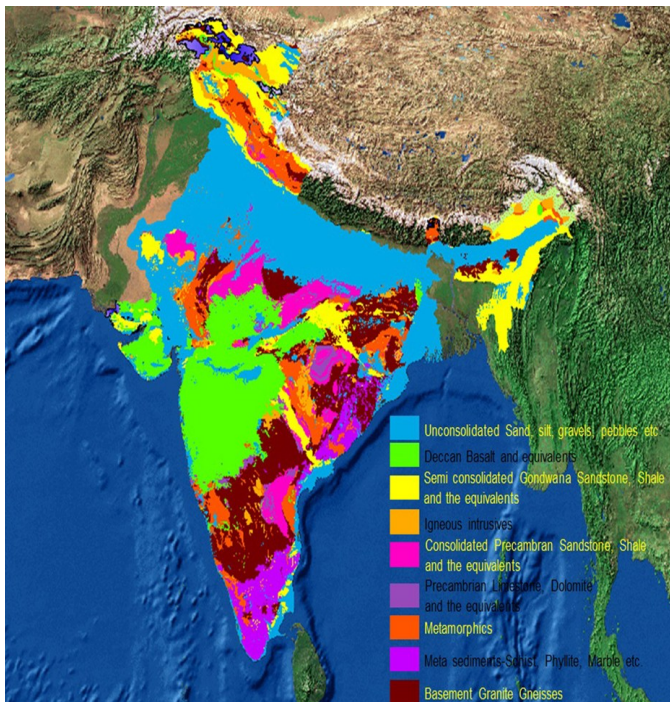 Unconsolidated Sand, silt, gravels, pebbles etc
Deccan Basalt and equivalents
Semi consolidated Gondwana Sandstone, Shale
and the equivalents
Igneous intrusives
Consolidated Precambran Sandstone, Shale
and the equivalents
Precambrian Limestone, Dolomite
and the equivalents
Metamorphics
Meta sediments-Schist, Phyllite, Marble etc.
Basement Granite Gneisses